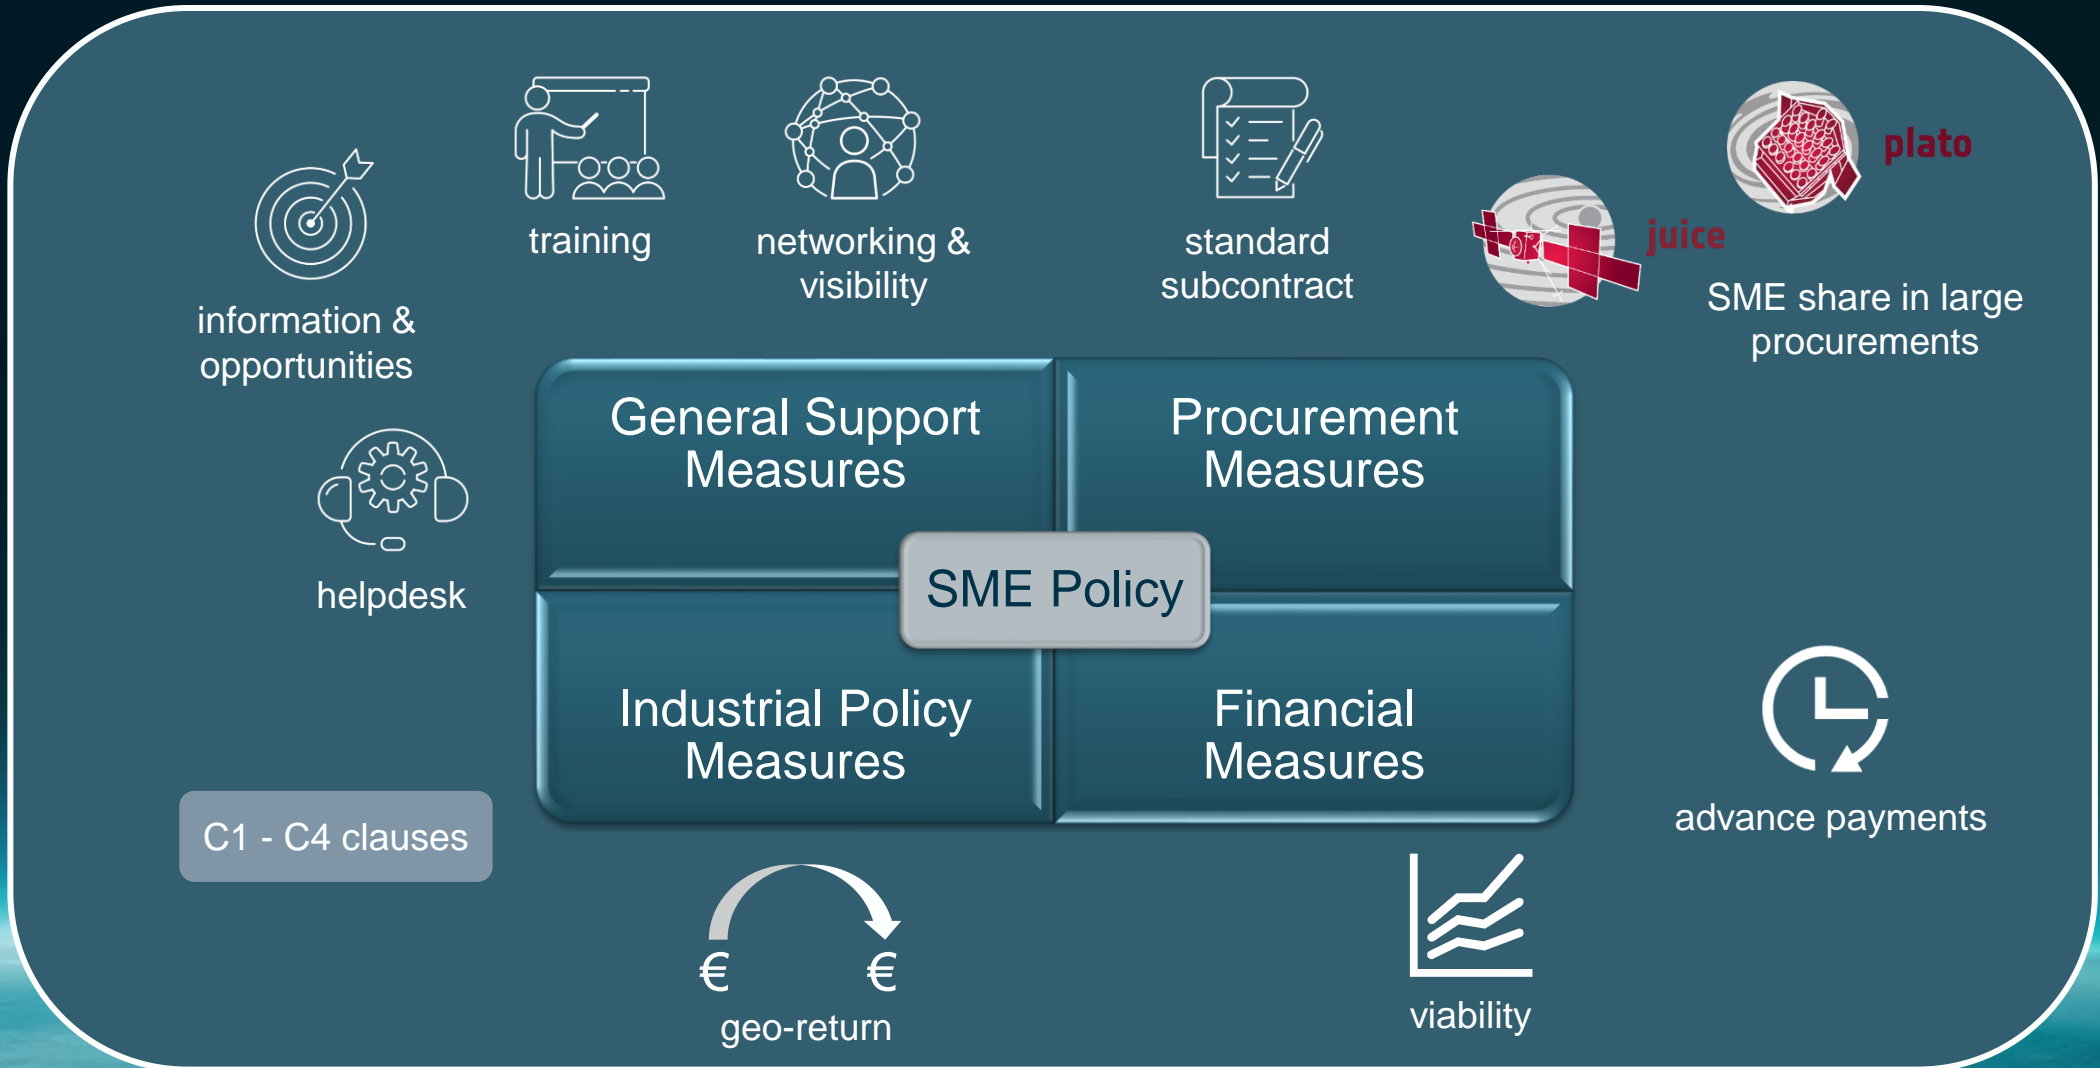 training
networking &
visibility
information &
opportunities
helpdesk
standard
subcontract
plato
juice
SME share in large
procurements
General Support
Measures
Procurement
Measures
SME Policy
Industrial Policy
Measures
Financial
Measures
C1 - C4 clauses
€ €
geo-return
viability
advance payments